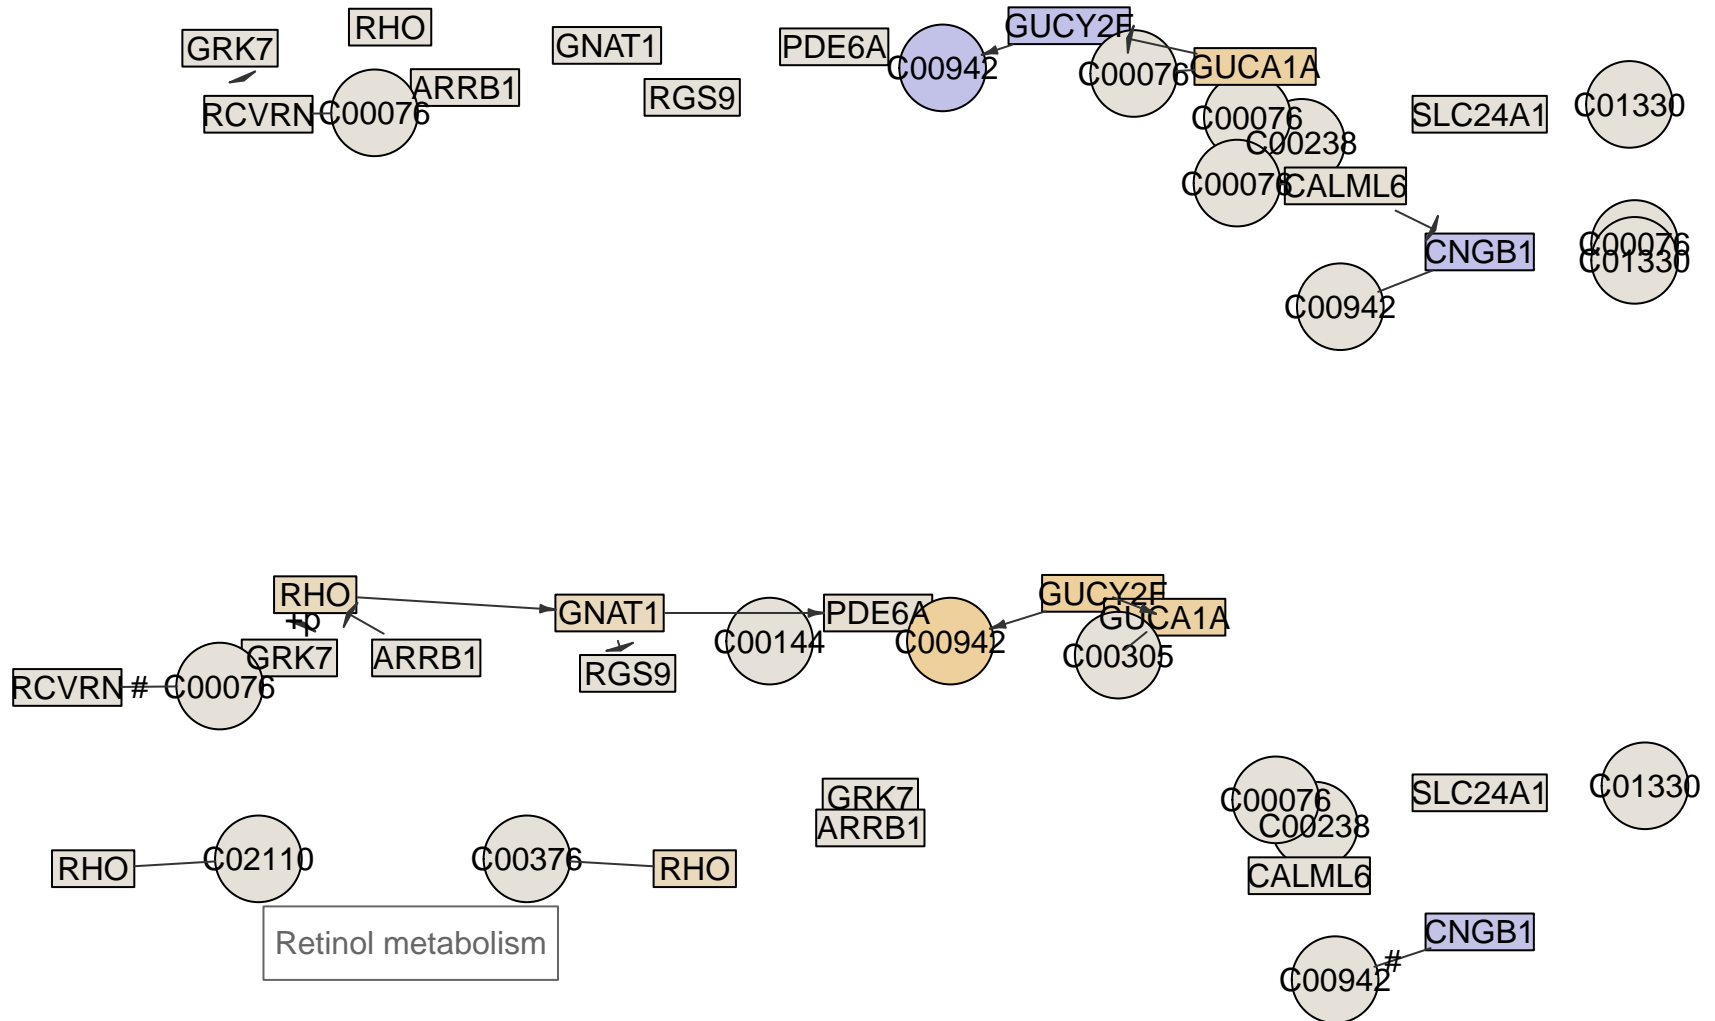 RHO
GRK7
GNAT1
PDE6A
C00942
GUCY2F
C00076
GUCA1A
RCVRN
C00076
ARRB1
RGS9
C00076
C00238
SLC24A1
C01330
C00076
CALML6
CNGB1
C00076
C01330
C00942
RHO
+p
GNAT1
PDE6A
GUCY2F
GUCA1A
RCVRN
#
C00076
GRK7
ARRB1
RGS9
C00144
C00942
C00305
GRK7
ARRB1
C00076
C00238
SLC24A1
C01330
RHO
C02110
C00376
RHO
CALML6
Retinol metabolism
CNGB1
#
C00942